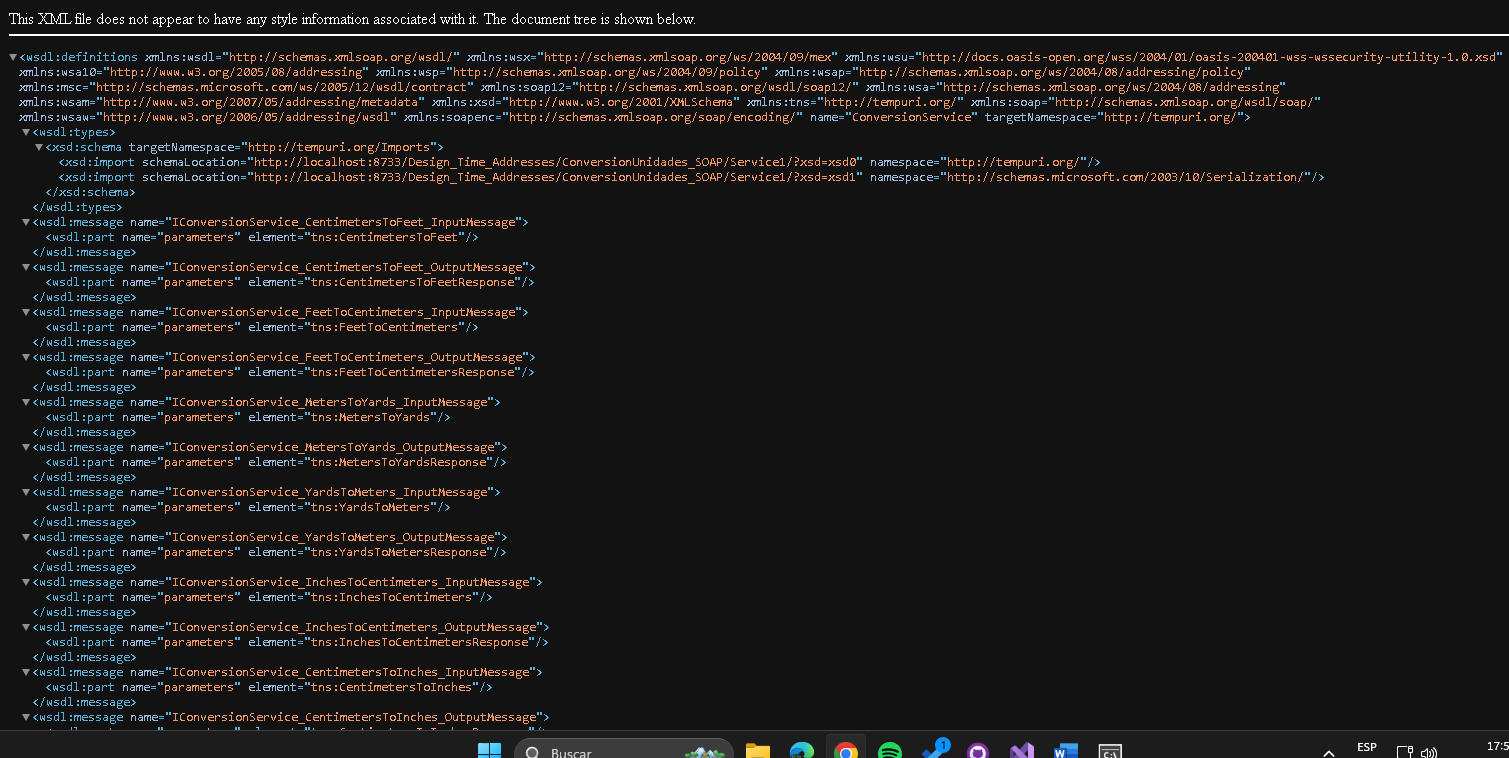 This XML file does not appear to have any style information associated with it. The document tree is shown below.
▼<wsdl:definitions xmlns:wsdl="http://schemas.xmlsoap.org/wsdl/" xmlns:wsx="http://schemas.xmlsoap.org/ws/2004/09/mex" xmlns:wsu="http://docs.oasis-open.org/wss/2004/01/oasis-200401-wss-wssecurity-utility-1.0.xsd"
xmlns:wsa10="http://www.w3.org/2005/08/addressing" xmlns:wsp="http://schemas.xmlsoap.org/ws/2004/09/policy" xmlns:wsap="http://schemas.xmlsoap.org/ws/2004/08/addressing/policy"
xmlns:msc="http://schemas.microsoft.com/ws/2005/12/wsdl/contract" xmlns:soap12="http://schemas.xmlsoap.org/wsdl/soap12/" xmlns:wsa="http://schemas.xmlsoap.org/ws/2004/08/addressing"
xmlns:wsam="http://www.w3.org/2007/05/addressing/metadata" xmlns:xsd="http://www.w3.org/2001/XMLSchema" xmlns:tns="http://tempuri.org/" xmlns:soap="http://schemas.xmlsoap.org/wsdl/soap/"
xmlns:wsaw="http://www.w3.org/2006/05/addressing/wsdl" xmlns:soapenc="http://schemas.xmlsoap.org/soap/encoding/" name="ConversionService" targetNamespace="http://tempuri.org/">
▼<wsdl:types>
▼<xsd:schema targetNamespace="http://tempuri.org/Imports">
<xsd:import schemaLocation="http://localhost:8733/Design_Time_Addresses/ConversionUnidades_SOAP/Service1/?xsd=xsd0" namespace="http://tempuri.org/"/>
<xsd:import schemaLocation="http://localhost:8733/Design_Time_Addresses/ConversionUnidades_SOAP/Service1/?xsd=xsd1" namespace="http://schemas.microsoft.com/2003/10/Serialization/"/>
</xsd:schema>
</wsdl:types>
▼<wsdl:message name="IConversionService_CentimetersToFeet_InputMessage">
<wsdl:part name="parameters" element="tns:CentimetersToFeet"/>
</wsdl:message>
▼<wsdl:message name="IConversionService_CentimetersToFeet_OutputMessage">
<wsdl:part name="parameters" element="tns:CentimetersToFeetResponse"/>
</wsdl:message>
▼<wsdl:message name="IConversionService_FeetToCentimeters_InputMessage">
<wsdl:part name="parameters" element="tns:FeetToCentimeters"/>
</wsdl:message>
▼<wsdl:message name="IConversionService_FeetToCentimeters_OutputMessage">
<wsdl:part name="parameters" element="tns:FeetToCentimetersResponse"/>
</wsdl:message>
▼<wsdl:message name="IConversionService_MetersToYards_InputMessage">
<wsdl:part name="parameters" element="tns:MetersToYards"/>
</wsdl:message>
▼<wsdl:message name="IConversionService_MetersToYards_OutputMessage">
<wsdl:part name="parameters" element="tns:MetersToYardsResponse"/>
</wsdl:message>
▼<wsdl:message name="IConversionService_YardsToMeters_InputMessage">
<wsdl:part name="parameters" element="tns:YardsToMeters"/>
</wsdl:message>
▼<wsdl:message name="IConversionService_YardsToMeters_OutputMessage">
<wsdl:part name="parameters" element="tns:YardsToMetersResponse"/>
</wsdl:message>
▼<wsdl:message name="IConversionService_InchesToCentimeters_InputMessage">
<wsdl:part name="parameters" element="tns:InchesToCentimeters"/>
</wsdl:message>
▼<wsdl:message name="IConversionService_InchesToCentimeters_OutputMessage">
<wsdl:part name="parameters" element="tns:InchesToCentimetersResponse"/>
</wsdl:message>
▼<wsdl:message name="IConversionService_CentimetersToInches_InputMessage">
<wsdl:part name="parameters" element="tns:CentimetersToInches"/>
</wsdl:message>
▼<wsdl:message name="IConversionService_CentimetersToInches_OutputMessage">
Buscar
1
W
C:\
ESP
17:5